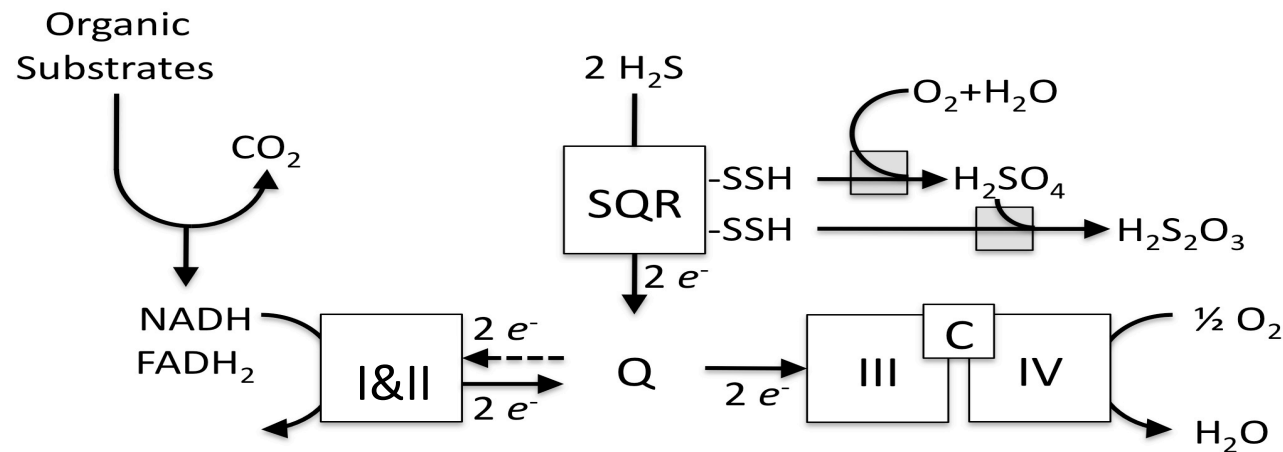 Organic
Substrates
CO₂
2 H₂S
O₂+H₂O
SQR
-SSH
H₂SO₄
-SSH
H₂S₂O₃
2 e⁻
NADH
FADH₂
I&II
2 e⁻
2 e⁻
Q
2 e⁻
III
C
IV
½ O₂
H₂O